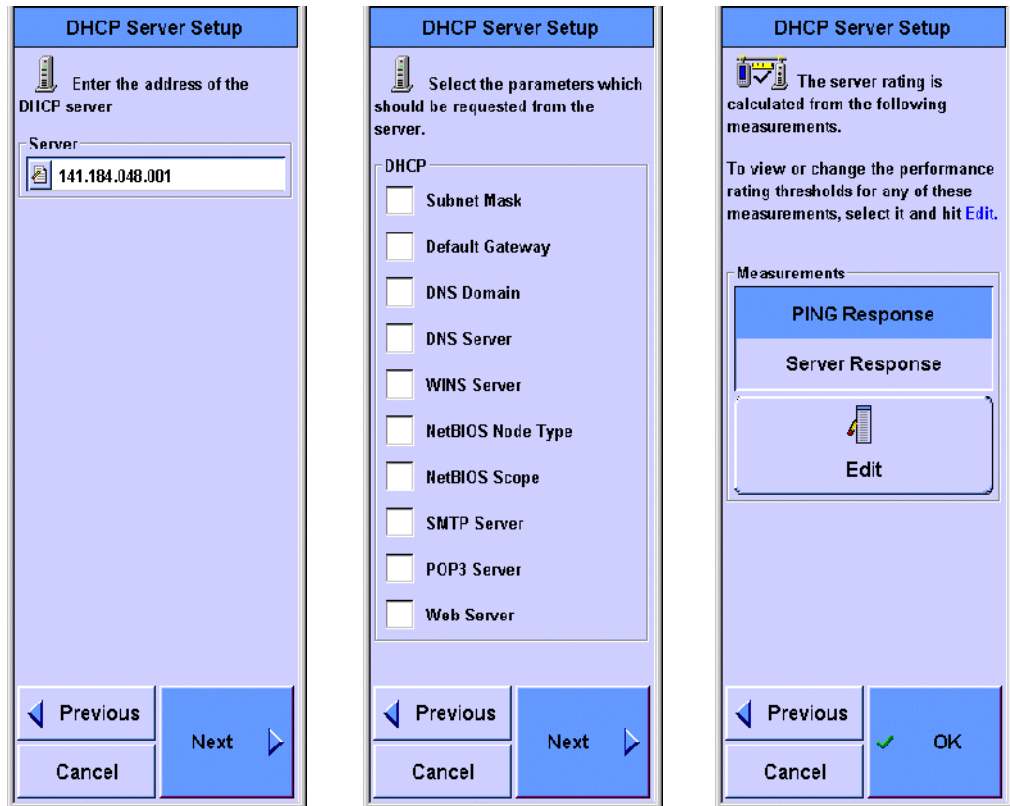 DHCP Server Setup
Enter the address of the
DHCP server
Server
141.184.048.001
Previous
Next
Cancel
DHCP Server Setup
Select the parameters which
should be requested from the
server.
DHCP
Subnet Mask
Default Gateway
DNS Domain
DNS Server
WINS Server
NetBIOS Node Type
NetBIOS Scope
SMTP Server
POP3 Server
Web Server
Previous
Next
Cancel
DHCP Server Setup
The server rating is
calculated from the following
measurements.
To view or change the performance
rating thresholds for any of these
measurements, select it and hit Edit.
Measurements
PING Response
Server Response
Edit
Previous
OK
Cancel